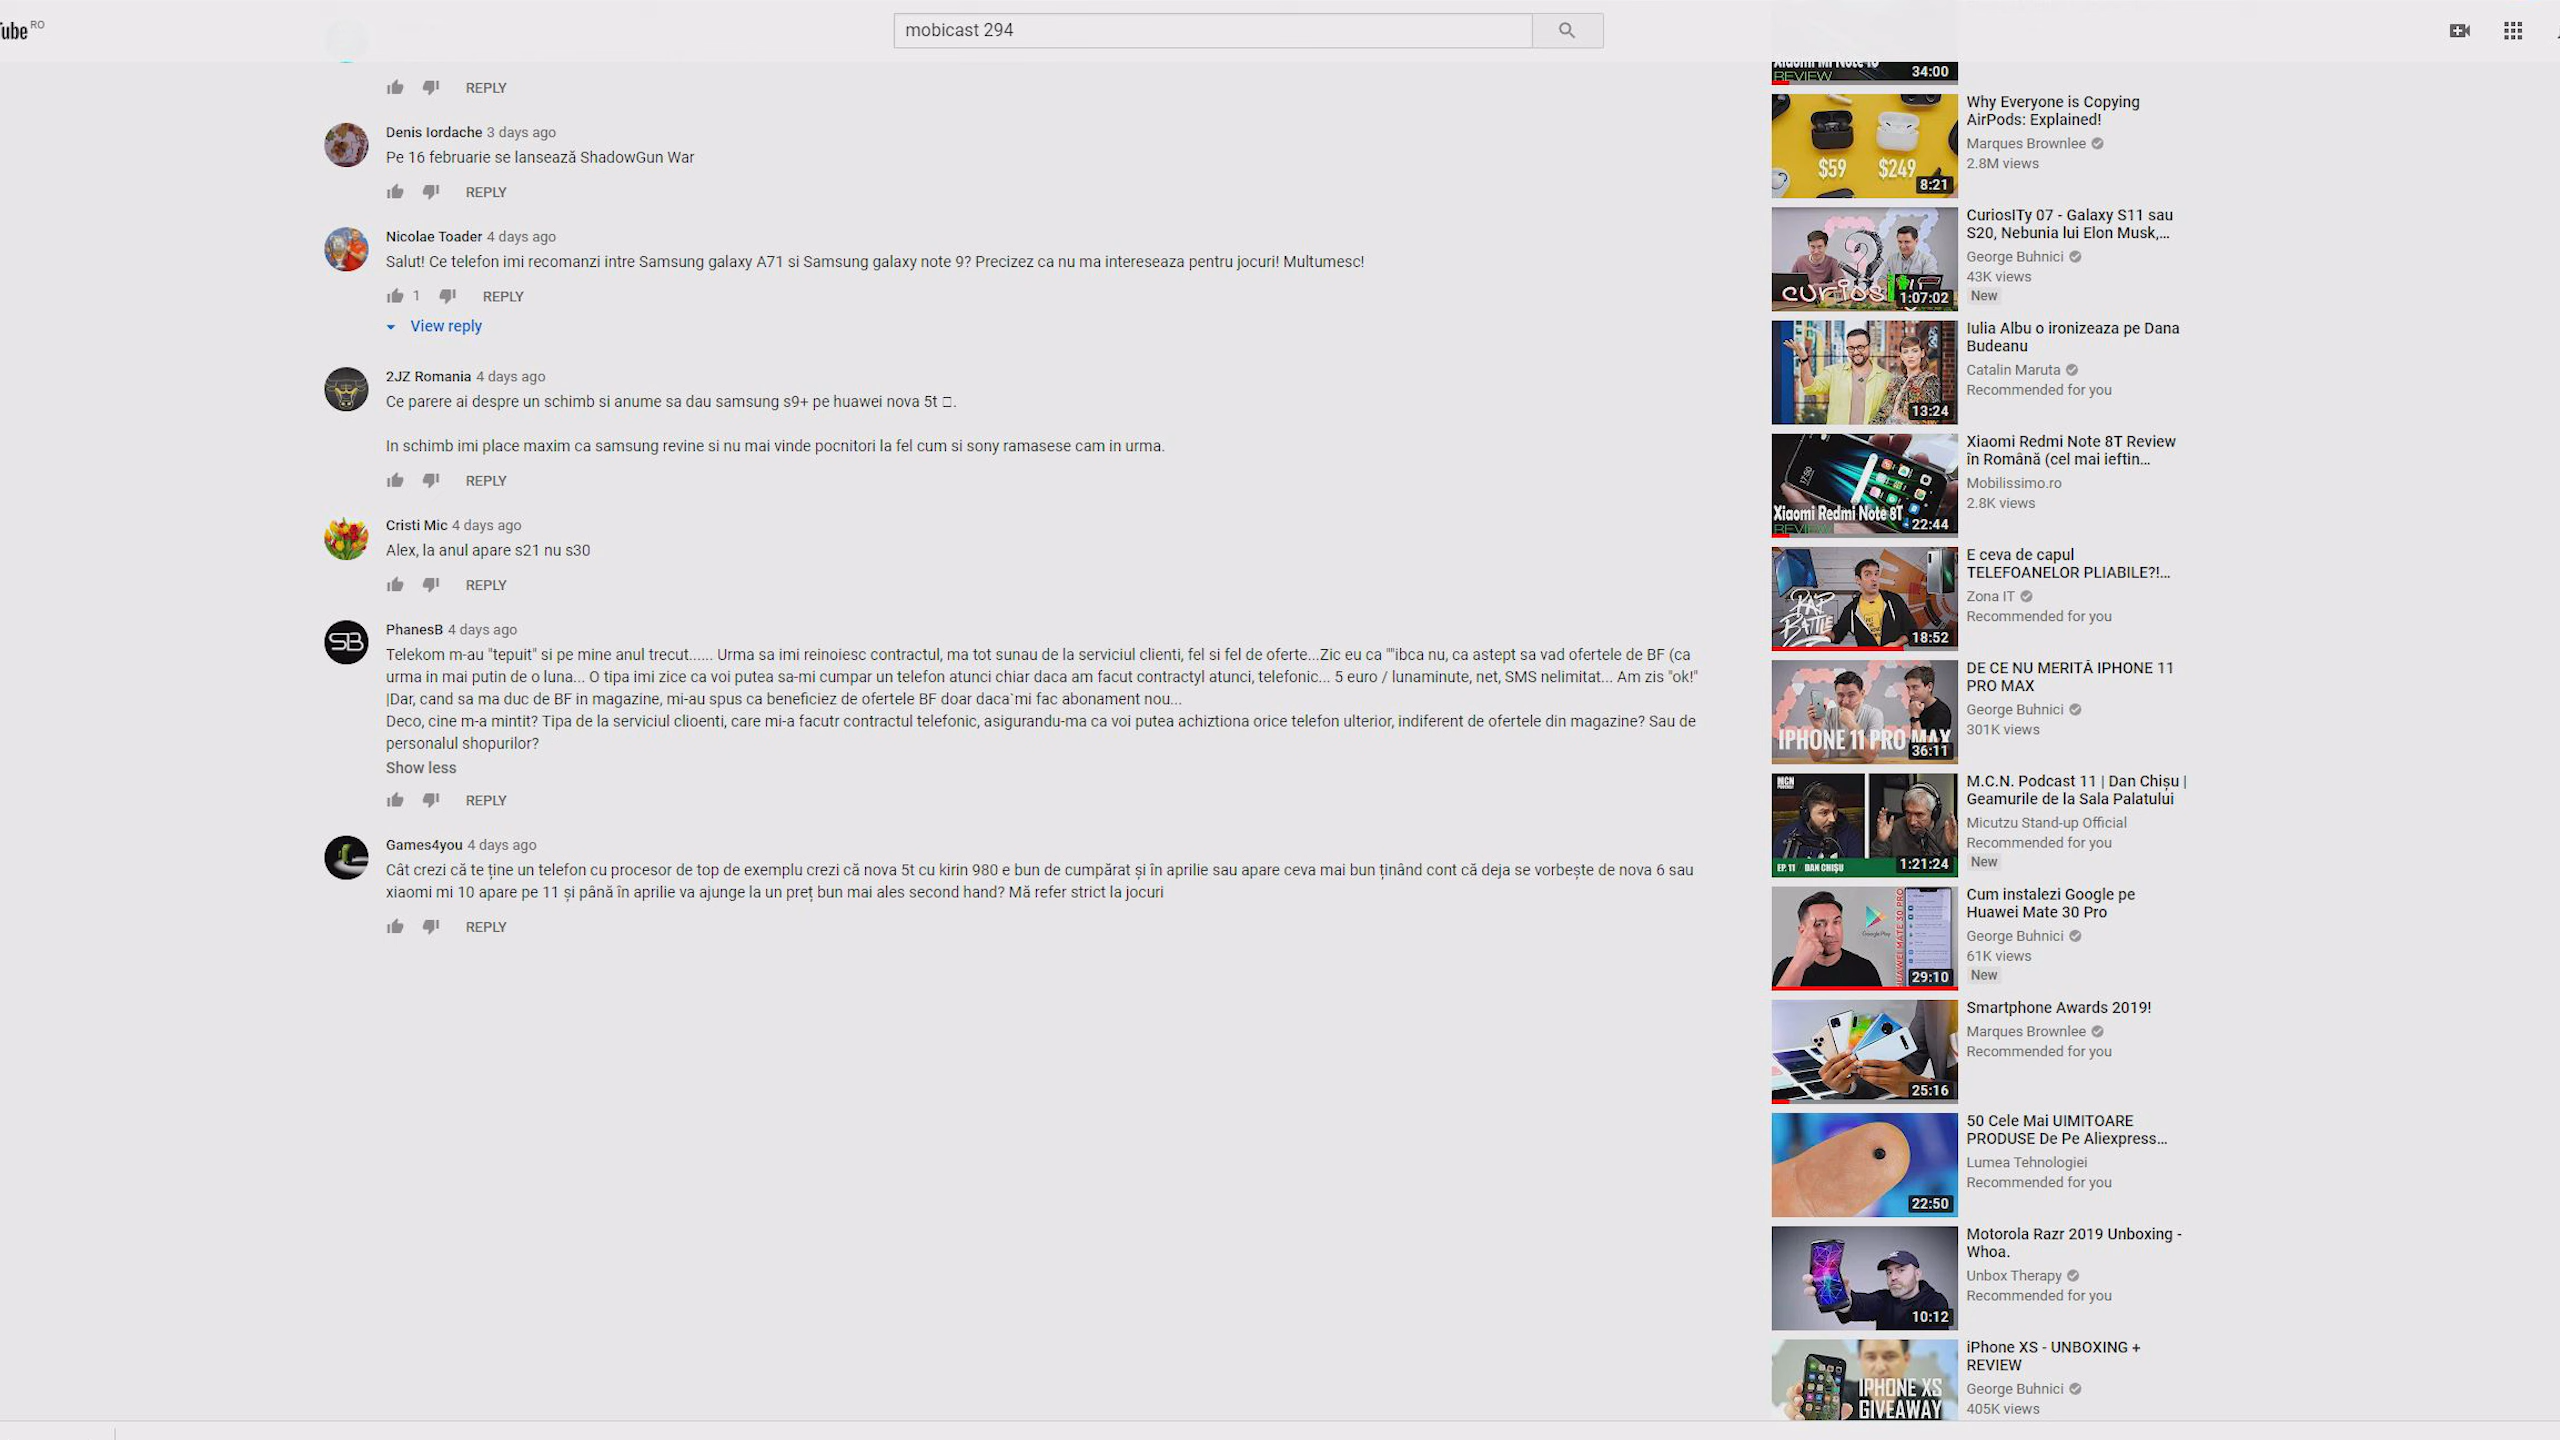 ube RO
mobicast 294
REPLY
Denis Iordache 3 days ago
Pe 16 februarie se lansează ShadowGun War
REPLY
Nicolae Toader 4 days ago
Salut! Ce telefon imi recomanzi intre Samsung galaxy A71 si Samsung galaxy note 9? Precizez ca nu ma intereseaza pentru jocuri! Multumesc!
1 REPLY
View reply
2JZ Romania 4 days ago
Ce parere ai despre un schimb si anume sa dau samsung s9+ pe huawei nova 5t .
In schimb imi place maxim ca samsung revine si nu mai vinde pocnitori la fel cum si sony ramasese cam in urma.
REPLY
Cristi Mic 4 days ago
Alex, la anul apare s21 nu s30
REPLY
SB
PhanesB 4 days ago
Telekom m-au "tepuit" si pe mine anul trecut...... Urma sa imi reinoiesc contractul, ma tot sunau de la serviciul clienti, fel si fel de oferte...Zic eu ca ""ibca nu, ca astept sa vad ofertele de BF (ca
urma in mai putin de o luna... O tipa imi zice ca voi putea sa-mi cumpar un telefon atunci chiar daca am facut contractyl atunci, telefonic... 5 euro / lunaminute, net, SMS nelimitat... Am zis "ok!"
|Dar, cand sa ma duc de BF in magazine, mi-au spus ca beneficiez de ofertele BF doar daca`mi fac abonament nou...
Deco, cine m-a mintit? Tipa de la serviciul clioenti, care mi-a facutr contractul telefonic, asigurandu-ma ca voi putea achiztiona orice telefon ulterior, indiferent de ofertele din magazine? Sau de
personalul shopurilor?
Show less
REPLY
Games4you 4 days ago
Cât crezi că te ține un telefon cu procesor de top de exemplu crezi că nova 5t cu kirin 980 e bun de cumpărat și în aprilie sau apare ceva mai bun ținând cont că deja se vorbește de nova 6 sau
xiaomi mi 10 apare pe 11 și până în aprilie va ajunge la un preț bun mai ales second hand? Mă refer strict la jocuri
REPLY
Xiaomi Mi Note 10
REVIEW
34:00
$59 $249
8:21
Why Everyone is Copying
AirPods: Explained!
Marques Brownlee
2.8M views
curiosIT
1:07:02
CuriosITy 07 - Galaxy S11 sau
S20, Nebunia lui Elon Musk,...
George Buhnici
43K views
New
13:24
Iulia Albu o ironizeaza pe Dana
Budeanu
Catalin Maruta
Recommended for you
17:50
Xiaomi Redmi Note 8T
REVIEW
22:44
Xiaomi Redmi Note 8T Review
în Română (cel mai ieftin...
Mobilissimo.ro
2.8K views
RAP
BATTLE
18:52
E ceva de capul
TELEFOANELOR PLIABILE?!...
Zona IT
Recommended for you
IPHONE 11 PRO MAX
36:11
DE CE NU MERITĂ IPHONE 11
PRO MAX
George Buhnici
301K views
MCN
EP. 11 DAN CHIȘU
1:21:24
M.C.N. Podcast 11 | Dan Chișu |
Geamurile de la Sala Palatului
Micutzu Stand-up Official
Recommended for you
New
Google Play
HUAWEI MATE 30 PRO
29:10
Cum instalezi Google pe
Huawei Mate 30 Pro
George Buhnici
61K views
New
25:16
Smartphone Awards 2019!
Marques Brownlee
Recommended for you
22:50
50 Cele Mai UIMITOARE
PRODUSE De Pe Aliexpress...
Lumea Tehnologiei
Recommended for you
10:12
Motorola Razr 2019 Unboxing -
Whoa.
Unbox Therapy
Recommended for you
IPHONE XS
GIVEAWAY
iPhone XS - UNBOXING +
REVIEW
George Buhnici
405K views